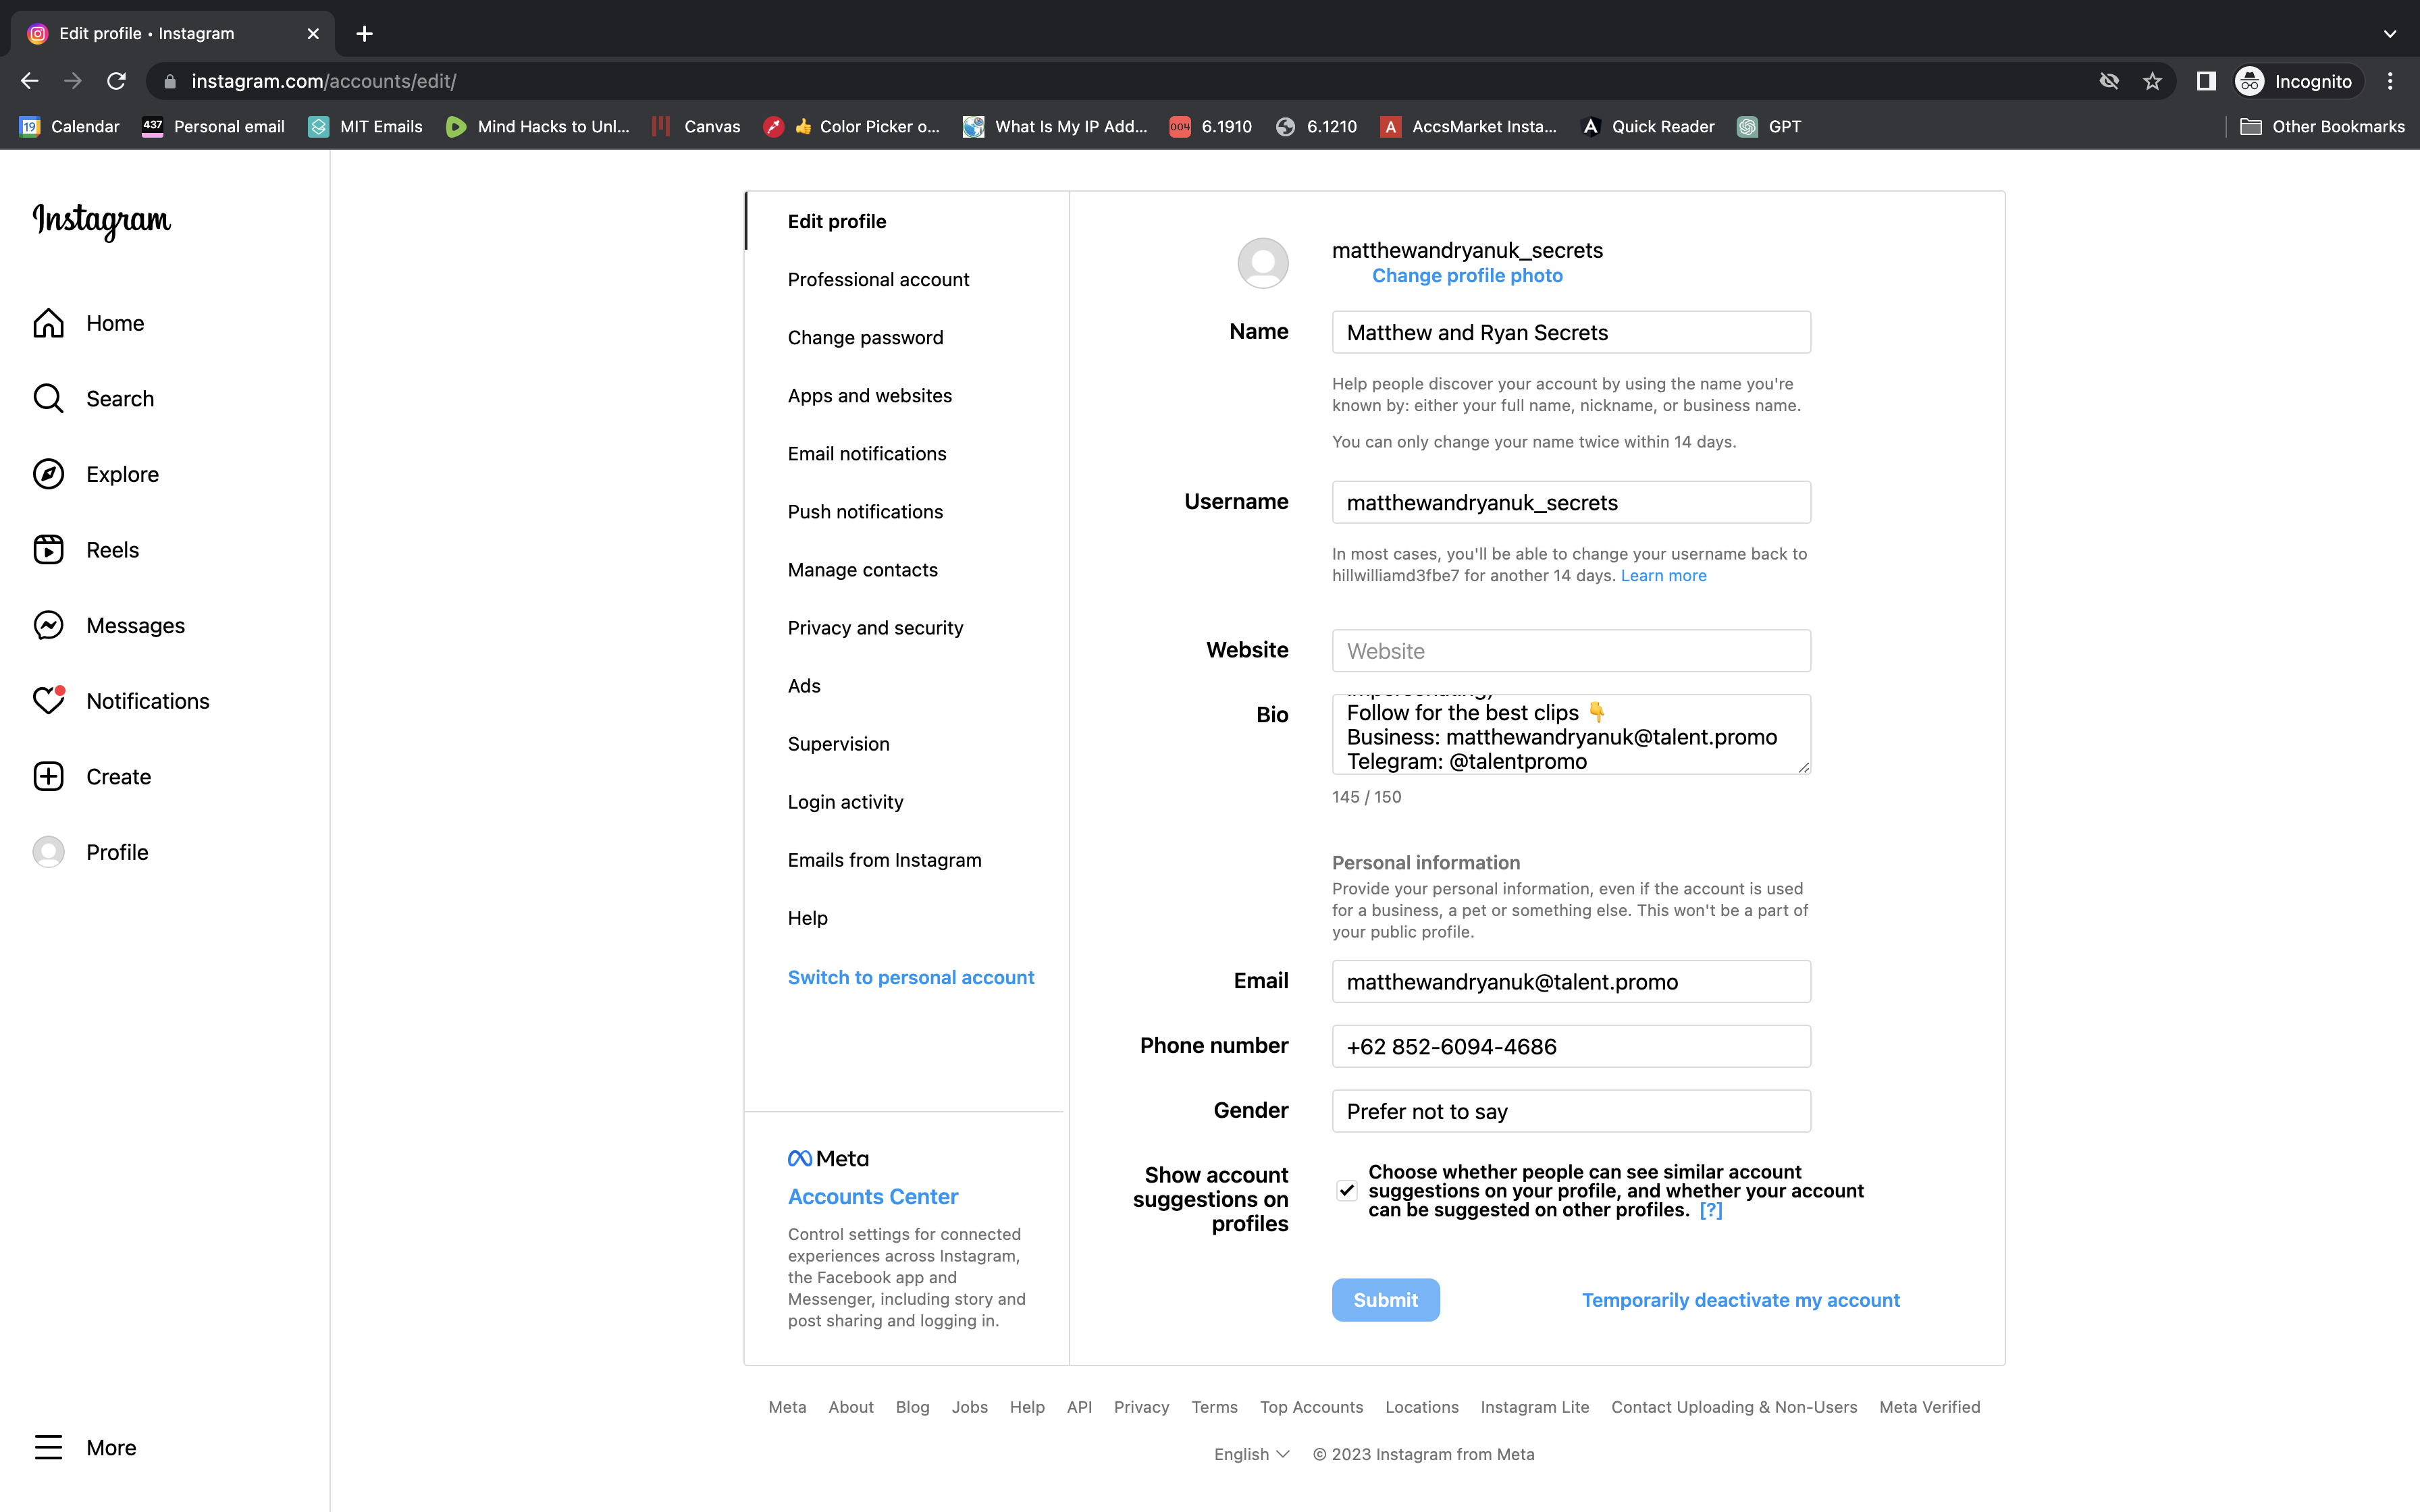 Edit profile • Instagram
instagram.com/accounts/edit/
Incognito
19 Calendar
437 Personal email
MIT Emails
Mind Hacks to Unl...
Canvas
👍 Color Picker o...
What Is My IP Add...
004 6.1910
6.1210
A AccsMarket Insta...
Quick Reader
GPT
Other Bookmarks
Instagram
Home
Search
Explore
Reels
Messages
Notifications
Create
Profile
More
Edit profile
Professional account
Change password
Apps and websites
Email notifications
Push notifications
Manage contacts
Privacy and security
Ads
Supervision
Login activity
Emails from Instagram
Help
Switch to personal account
Meta
Accounts Center
Control settings for connected
experiences across Instagram,
the Facebook app and
Messenger, including story and
post sharing and logging in.
matthewandryanuk_secrets
Change profile photo
Name
Matthew and Ryan Secrets
Help people discover your account by using the name you're
known by: either your full name, nickname, or business name.
You can only change your name twice within 14 days.
Username
matthewandryanuk_secrets
In most cases, you'll be able to change your username back to
hillwilliamd3fbe7 for another 14 days. Learn more
Website
Website
Bio
Follow for the best clips 👇
Business: matthewandryanuk@talent.promo
Telegram: @talentpromo
145 / 150
Personal information
Provide your personal information, even if the account is used
for a business, a pet or something else. This won't be a part of
your public profile.
Email
matthewandryanuk@talent.promo
Phone number
+62 852-6094-4686
Gender
Prefer not to say
Show account
suggestions on
profiles
Choose whether people can see similar account
suggestions on your profile, and whether your account
can be suggested on other profiles. [?]
Submit
Temporarily deactivate my account
Meta About Blog Jobs Help API Privacy Terms Top Accounts Locations Instagram Lite Contact Uploading & Non-Users Meta Verified
English © 2023 Instagram from Meta